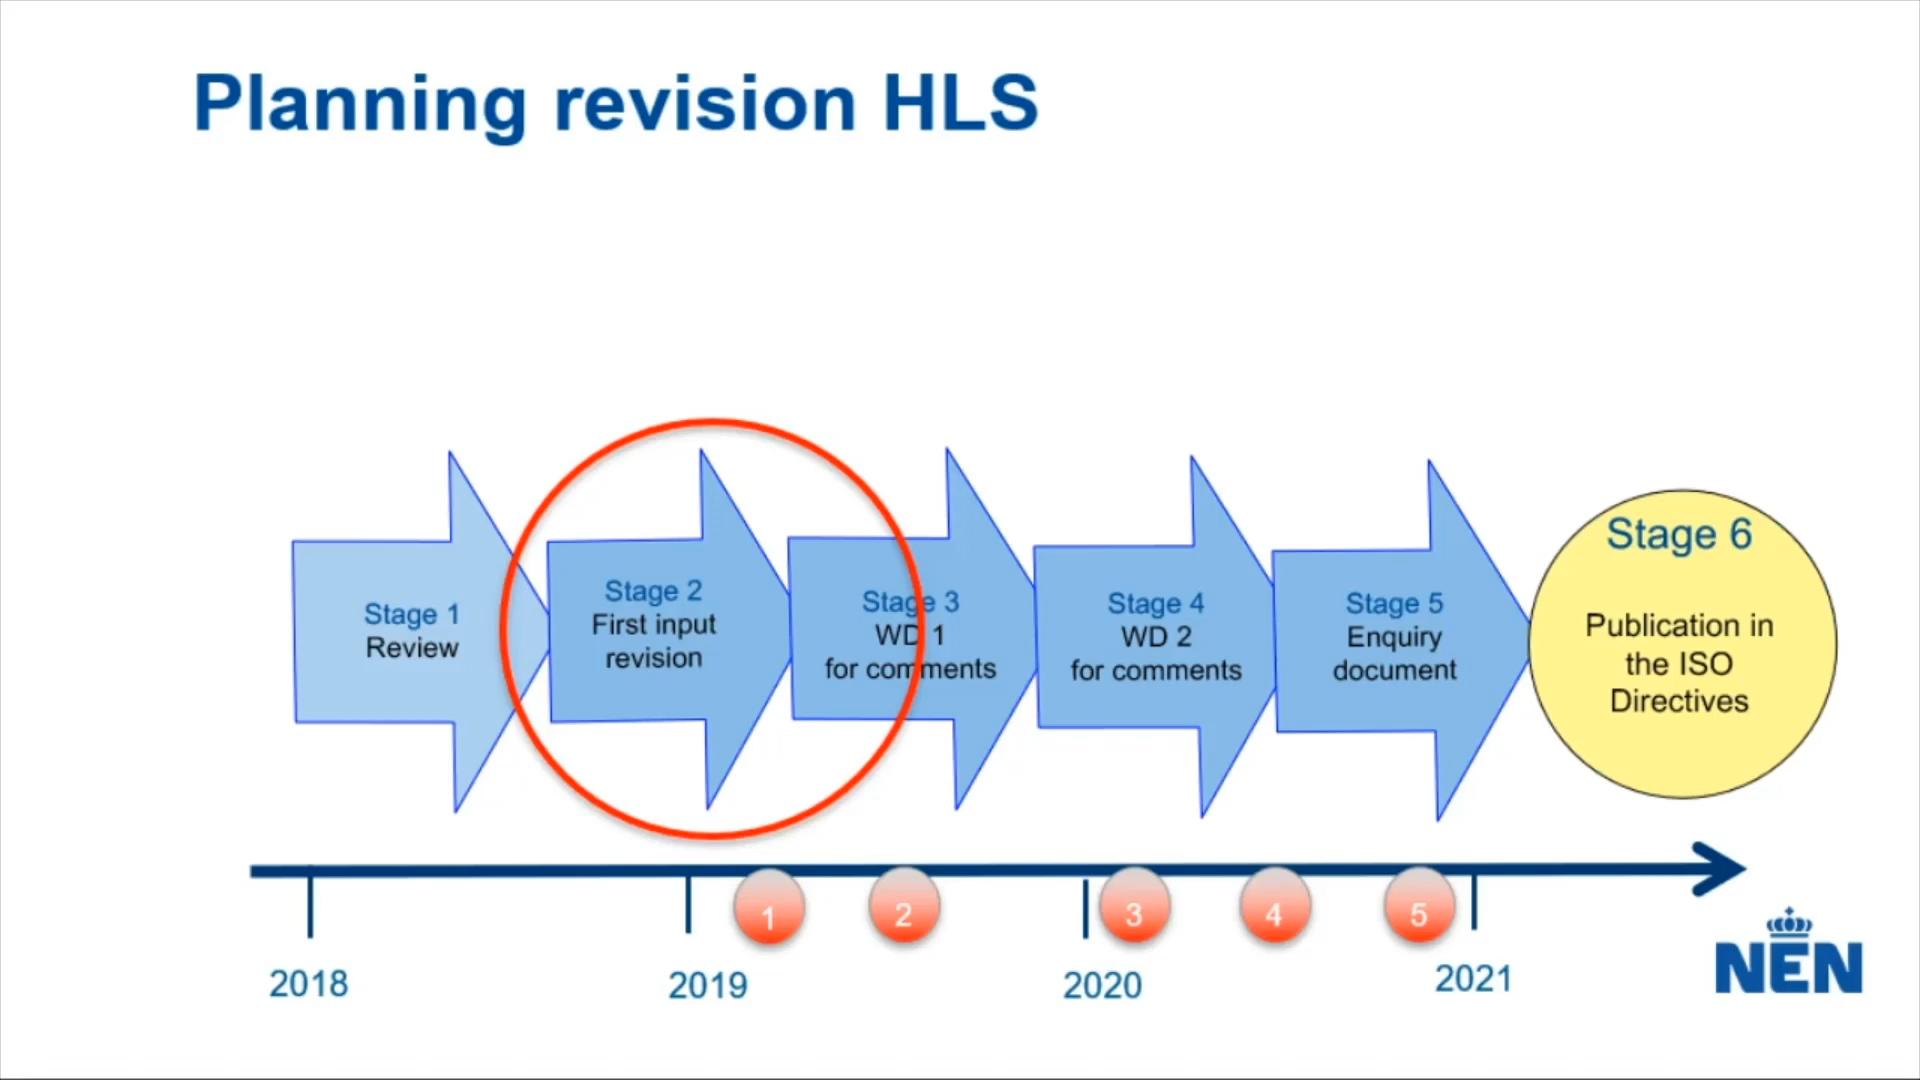 Planning revision HLS
Stage 1
Review
Stage 2
First input
revision
Stage 3
WD 1
for comments
Stage 4
WD 2
for comments
Stage 5
Enquiry
document
Stage 6
Publication in
the ISO
Directives
1
2
3
4
5
2018
2019
2020
2021
NEN